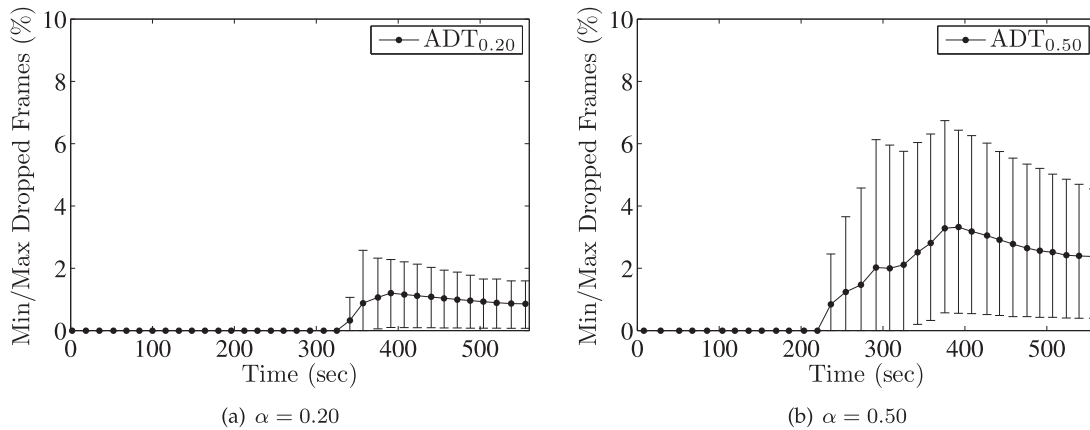 Min/Max Dropped Frames (%)
10
8
6
4
2
0
ADT0.20
0 100 200 300 400 500
Time (sec)
(a) α = 0.20
Min/Max Dropped Frames (%)
10
8
6
4
2
0
ADT0.50
0 100 200 300 400 500
Time (sec)
(b) α = 0.50